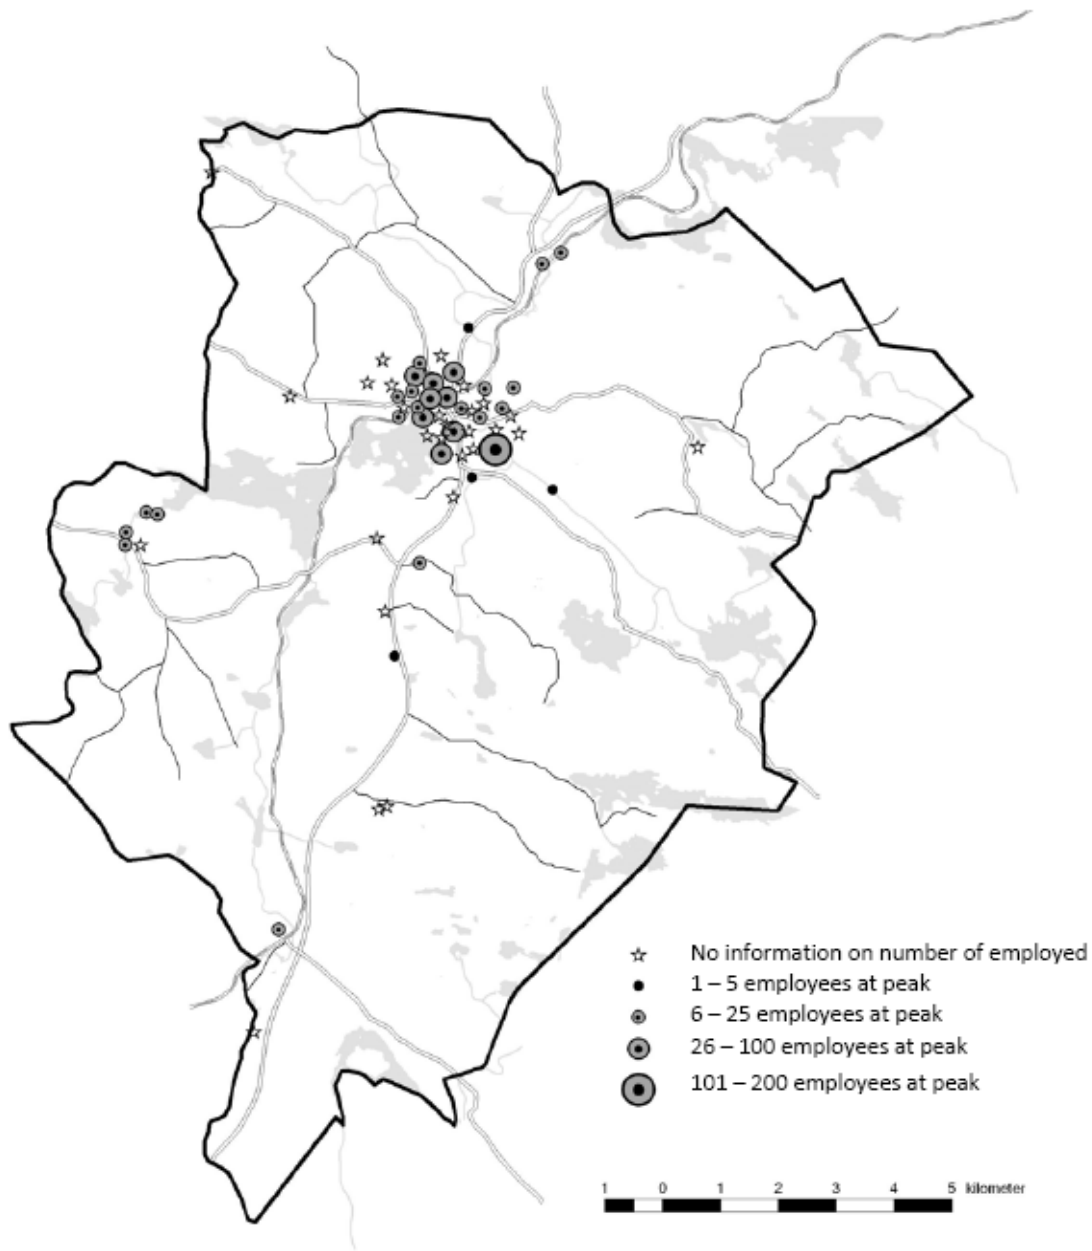 No information on number of employed
1 – 5 employees at peak
6 – 25 employees at peak
26 – 100 employees at peak
101 – 200 employees at peak
1 0 1 2 3 4 5 kilometer